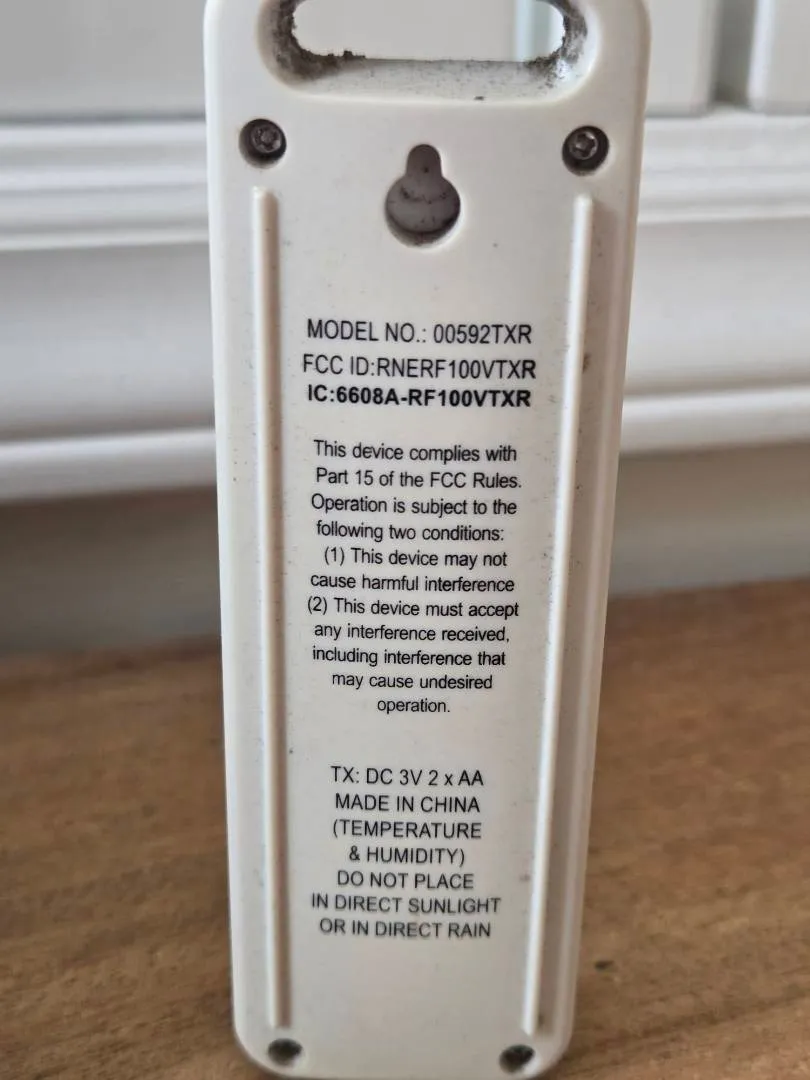 MODEL NO.: 00592TXR
FCC ID:RNERF100VTXR
IC:6608A-RF100VTXR
This device complies with
Part 15 of the FCC Rules.
Operation is subject to the
following two conditions:
(1) This device may not
cause harmful interference
(2) This device must accept
any interference received,
including interference that
may cause undesired
operation.
TX: DC 3V 2 x AA
MADE IN CHINA
(TEMPERATURE
& HUMIDITY)
DO NOT PLACE
IN DIRECT SUNLIGHT
OR IN DIRECT RAIN